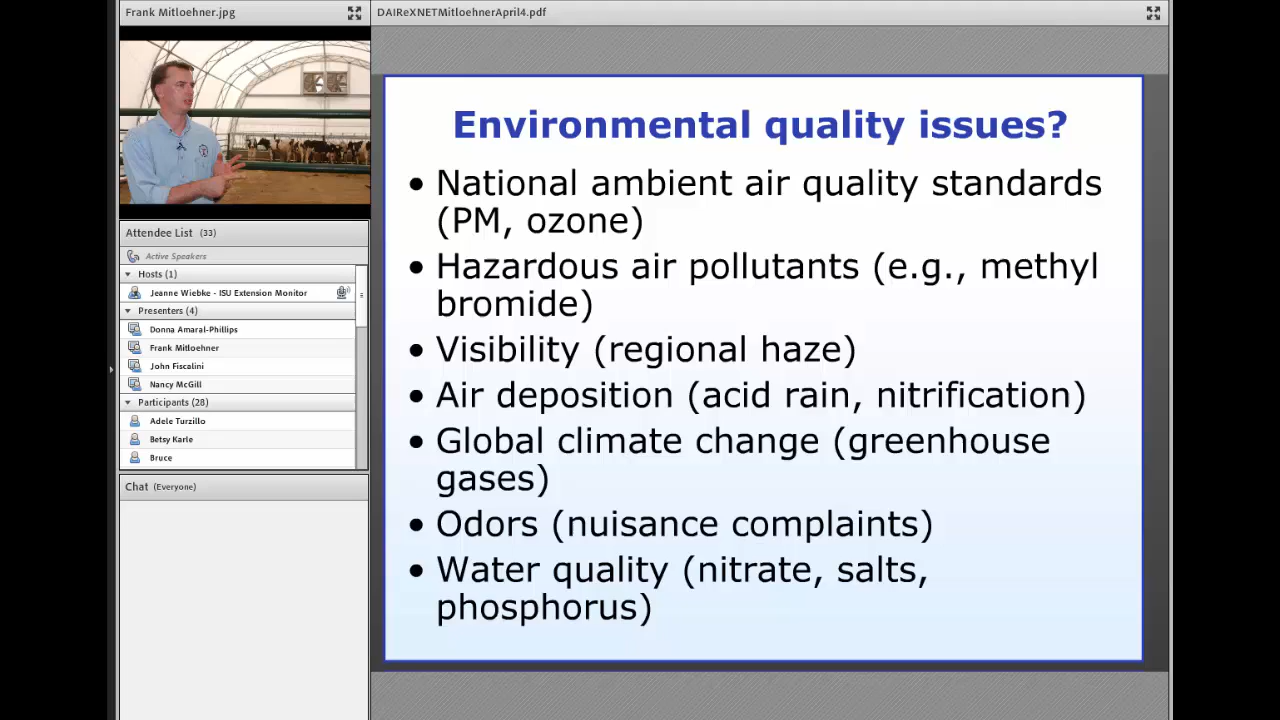 Frank Mitloehner.jpg
Attendee List (33)
Active Speakers
Hosts (1)
Jeanne Wiebke - ISU Extension Monitor
Presenters (4)
Donna Amaral-Phillips
Frank Mitloehner
John Fiscalini
Nancy McGill
Participants (28)
Adele Turzillo
Betsy Karle
Bruce
Chat (Everyone)
DAIReXNETMitloehnerApril4.pdf
Environmental quality issues?
• National ambient air quality standards
(PM, ozone)
• Hazardous air pollutants (e.g., methyl
bromide)
• Visibility (regional haze)
• Air deposition (acid rain, nitrification)
• Global climate change (greenhouse
gases)
• Odors (nuisance complaints)
• Water quality (nitrate, salts,
phosphorus)